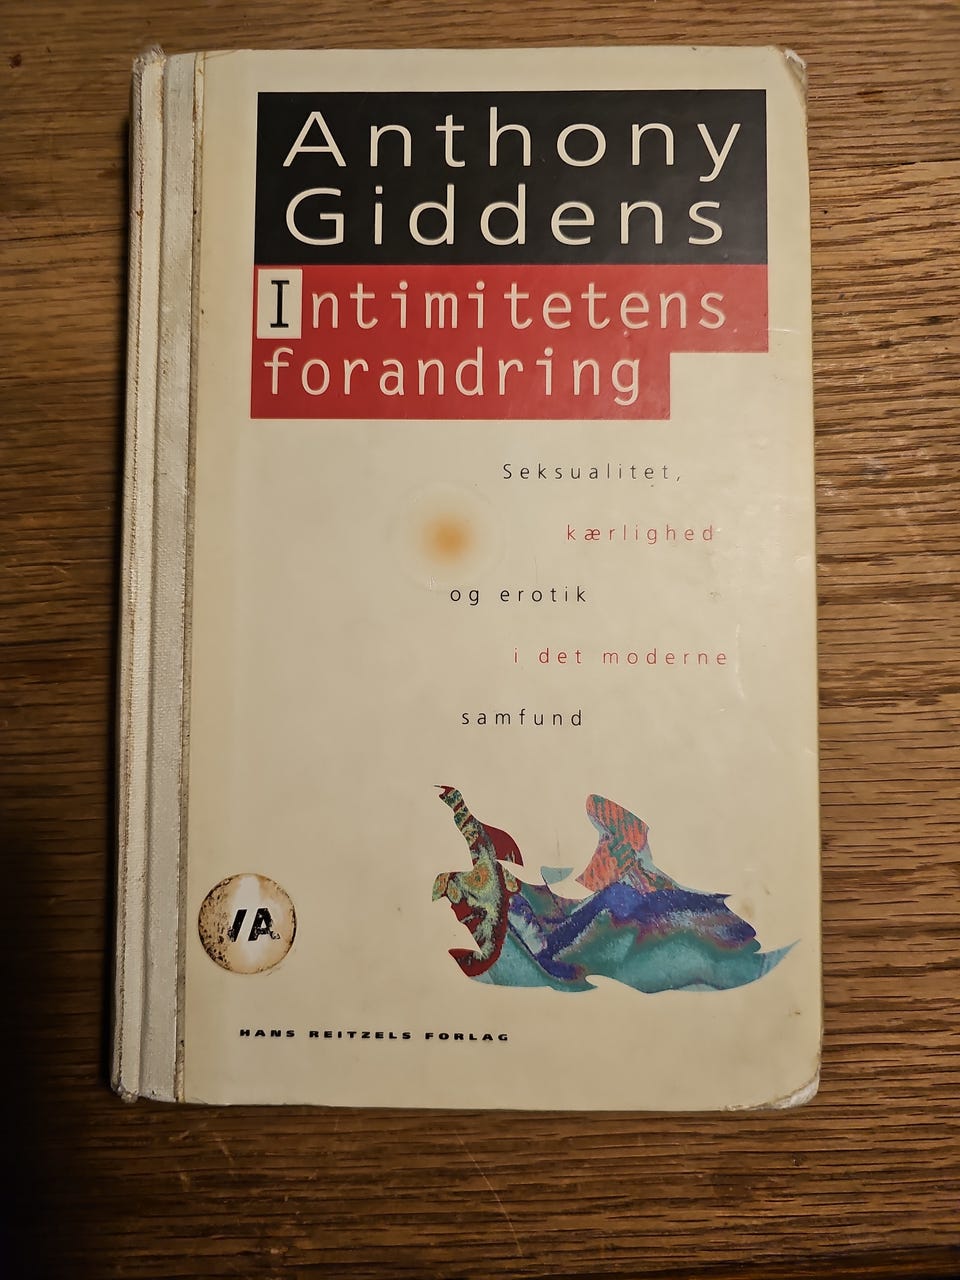 Anthony
Giddens
Intimitetens
forandring
Seksualitet,
kærlighed
og erotik
i det moderne
samfund
HANS REITZELS FORLAG